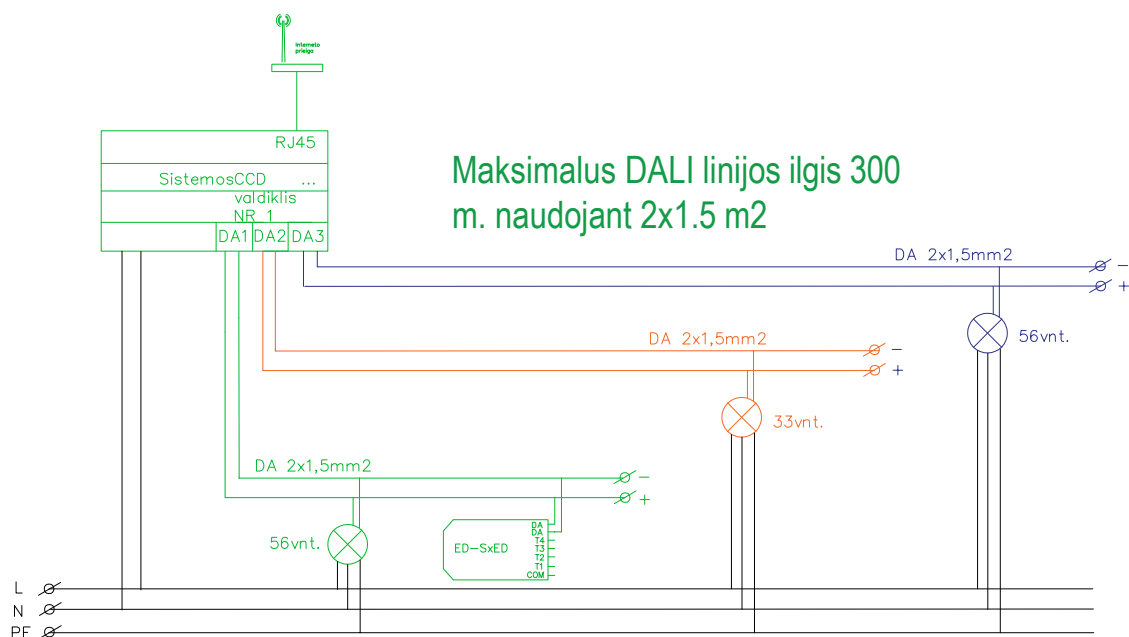 Interneto
prieiga
RJ45
SistemosCCD ...
valdiklis
NR 1
DA1 DA2 DA3
Maksimalus DALI linijos ilgis 300
m. naudojant 2x1.5 m2
DA 2x1,5mm2
-
+
56vnt.
DA 2x1,5mm2
-
+
33vnt.
DA 2x1,5mm2
-
+
56vnt.
ED-SxED
DA
DA
T4
T3
T2
T1
COM
L
N
PE